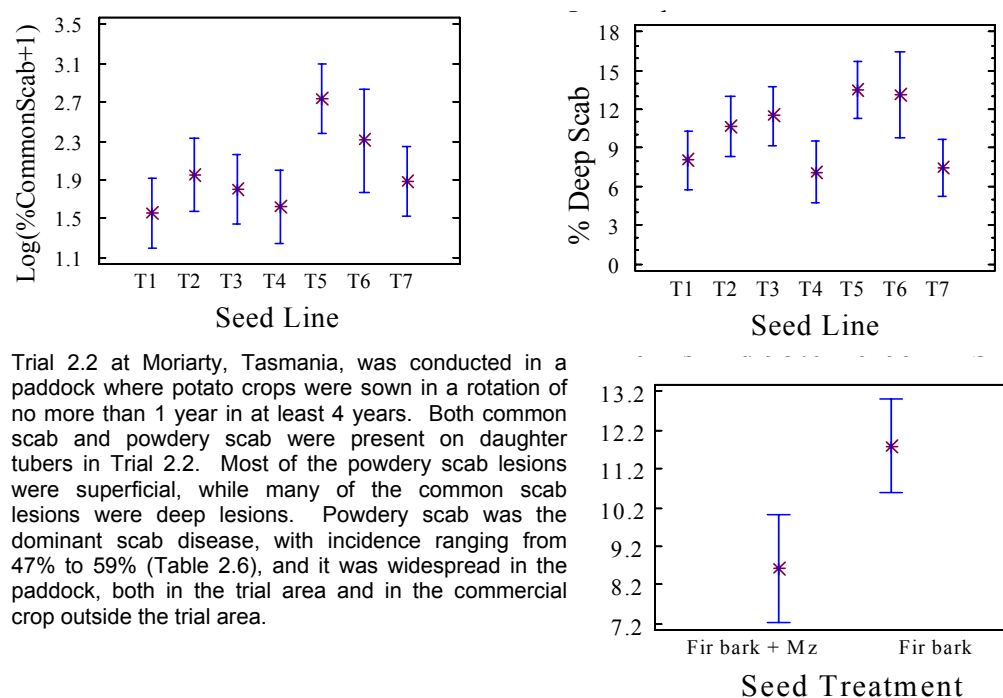 3.5
3.1
2.7
2.3
1.9
1.5
1.1
Log(%CommonScab+1)
T1 T2 T3 T4 T5 T6 T7
Seed Line
18
15
12
9
6
3
0
% Deep Scab
T1 T2 T3 T4 T5 T6 T7
Seed Line
Trial 2.2 at Moriarty, Tasmania, was conducted in a
paddock where potato crops were sown in a rotation of
no more than 1 year in at least 4 years. Both common
scab and powdery scab were present on daughter
tubers in Trial 2.2. Most of the powdery scab lesions
were superficial, while many of the common scab
lesions were deep lesions. Powdery scab was the
dominant scab disease, with incidence ranging from
47% to 59% (Table 2.6), and it was widespread in the
paddock, both in the trial area and in the commercial
crop outside the trial area.
13.2
12.2
11.2
10.2
9.2
8.2
7.2
Fir bark + Mz Fir bark
Seed Treatment